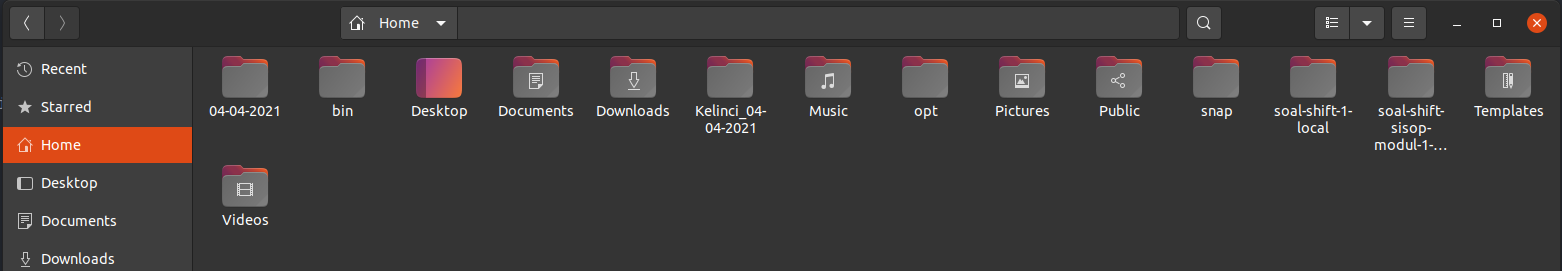 Home
Recent
Starred
Home
Desktop
Documents
Downloads
04-04-2021
bin
Desktop
Documents
Downloads
Kelinci_04-
04-2021
Music
opt
Pictures
Public
snap
soal-shift-1-
local
soal-shift-
sisop-
modul-1-...
Templates
Videos